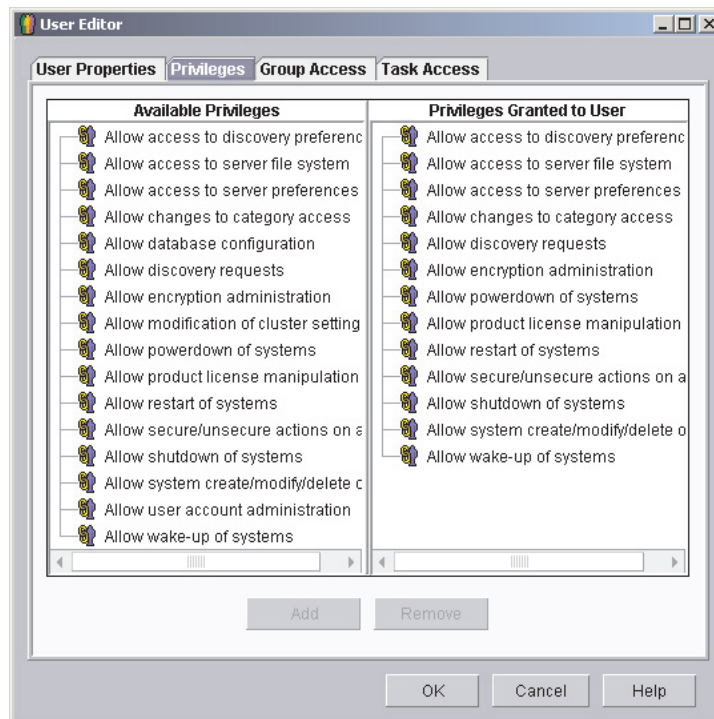 User Editor
User Properties Privileges Group Access Task Access
Available Privileges
Allow access to discovery preferenc
Allow access to server file system
Allow access to server preferences
Allow changes to category access
Allow database configuration
Allow discovery requests
Allow encryption administration
Allow modification of cluster setting
Allow powerdown of systems
Allow product license manipulation
Allow restart of systems
Allow secure/unsecure actions on a
Allow shutdown of systems
Allow system create/modify/delete c
Allow user account administration
Allow wake-up of systems
Privileges Granted to User
Allow access to discovery preferenc
Allow access to server file system
Allow access to server preferences
Allow changes to category access
Allow discovery requests
Allow encryption administration
Allow powerdown of systems
Allow product license manipulation
Allow restart of systems
Allow secure/unsecure actions on a
Allow shutdown of systems
Allow system create/modify/delete o
Allow wake-up of systems
Add Remove
OK Cancel Help